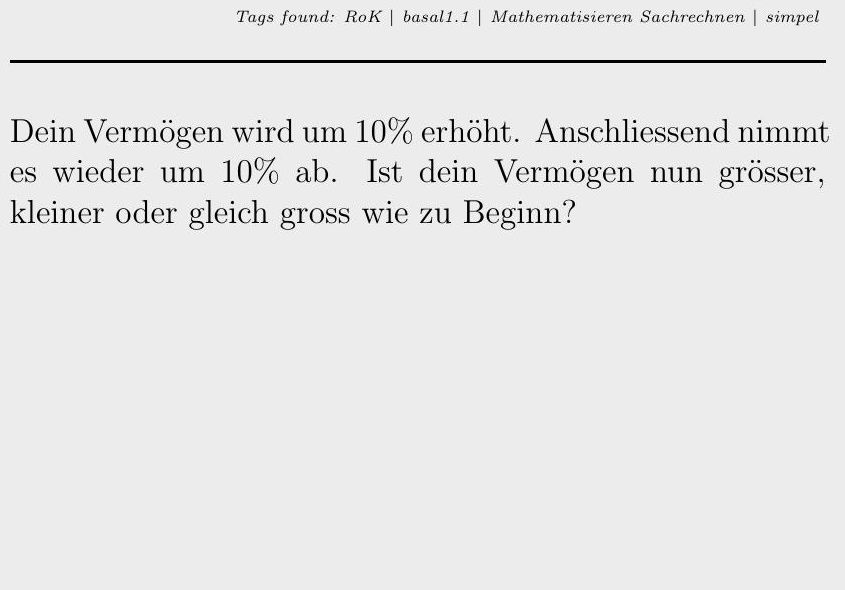 Tags found: RoK | basal1.1 | Mathematisieren Sachrechnen | simpel
Dein Vermögen wird um 10% erhöht. Anschliessend nimmt
es wieder um 10% ab. Ist dein Vermögen nun grösser,
kleiner oder gleich gross wie zu Beginn?